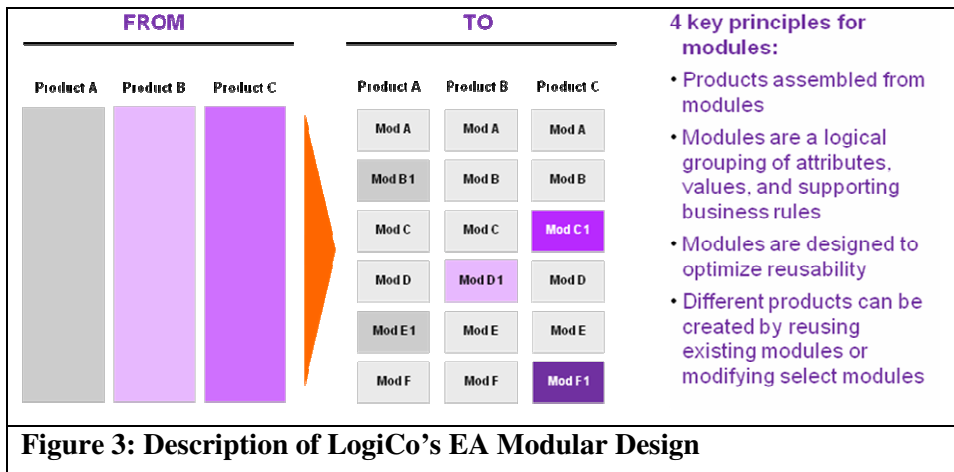 FROM
TO
Product A Product B Product C
Product A Product B Product C
Mod A Mod A Mod A
Mod B1 Mod B Mod B
Mod C Mod C Mod C1
Mod D Mod D1 Mod D
Mod E1 Mod E Mod E
Mod F Mod F Mod F1
4 key principles for
modules:
• Products assembled from
modules
• Modules are a logical
grouping of attributes,
values, and supporting
business rules
• Modules are designed to
optimize reusability
• Different products can be
created by reusing
existing modules or
modifying select modules
Figure 3: Description of LogiCo's EA Modular Design